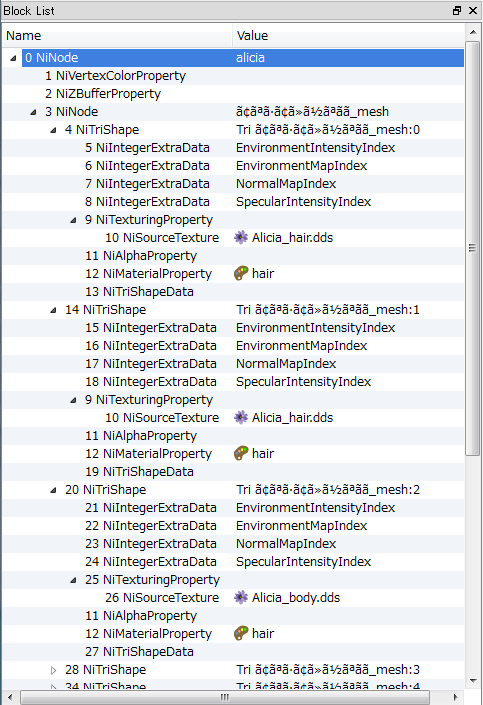 Block List
Name Value
0 NiNode alicia
1 NiVertexColorProperty
2 NiZBufferProperty
3 NiNode ã¢ãªã·ã¢ã»ã½ãªãã_mesh
4 NiTriShape Tri ã¢ãªã·ã¢ã»ã½ãªãã_mesh:0
5 NiIntegerExtraData EnvironmentIntensityIndex
6 NiIntegerExtraData EnvironmentMapIndex
7 NiIntegerExtraData NormalMapIndex
8 NiIntegerExtraData SpecularIntensityIndex
9 NiTexturingProperty
10 NiSourceTexture Alicia_hair.dds
11 NiAlphaProperty
12 NiMaterialProperty hair
13 NiTriShapeData
14 NiTriShape Tri ã¢ãªã·ã¢ã»ã½ãªãã_mesh:1
15 NiIntegerExtraData EnvironmentIntensityIndex
16 NiIntegerExtraData EnvironmentMapIndex
17 NiIntegerExtraData NormalMapIndex
18 NiIntegerExtraData SpecularIntensityIndex
9 NiTexturingProperty
10 NiSourceTexture Alicia_hair.dds
11 NiAlphaProperty
12 NiMaterialProperty hair
19 NiTriShapeData
20 NiTriShape Tri ã¢ãªã·ã¢ã»ã½ãªãã_mesh:2
21 NiIntegerExtraData EnvironmentIntensityIndex
22 NiIntegerExtraData EnvironmentMapIndex
23 NiIntegerExtraData NormalMapIndex
24 NiIntegerExtraData SpecularIntensityIndex
25 NiTexturingProperty
26 NiSourceTexture Alicia_body.dds
11 NiAlphaProperty
12 NiMaterialProperty hair
27 NiTriShapeData
28 NiTriShape Tri ã¢ãªã·ã¢ã»ã½ãªãã_mesh:3
34 NiTriShape Tri ã¢ãªã·ã¢ã»ã½ãªãã_mesh:4